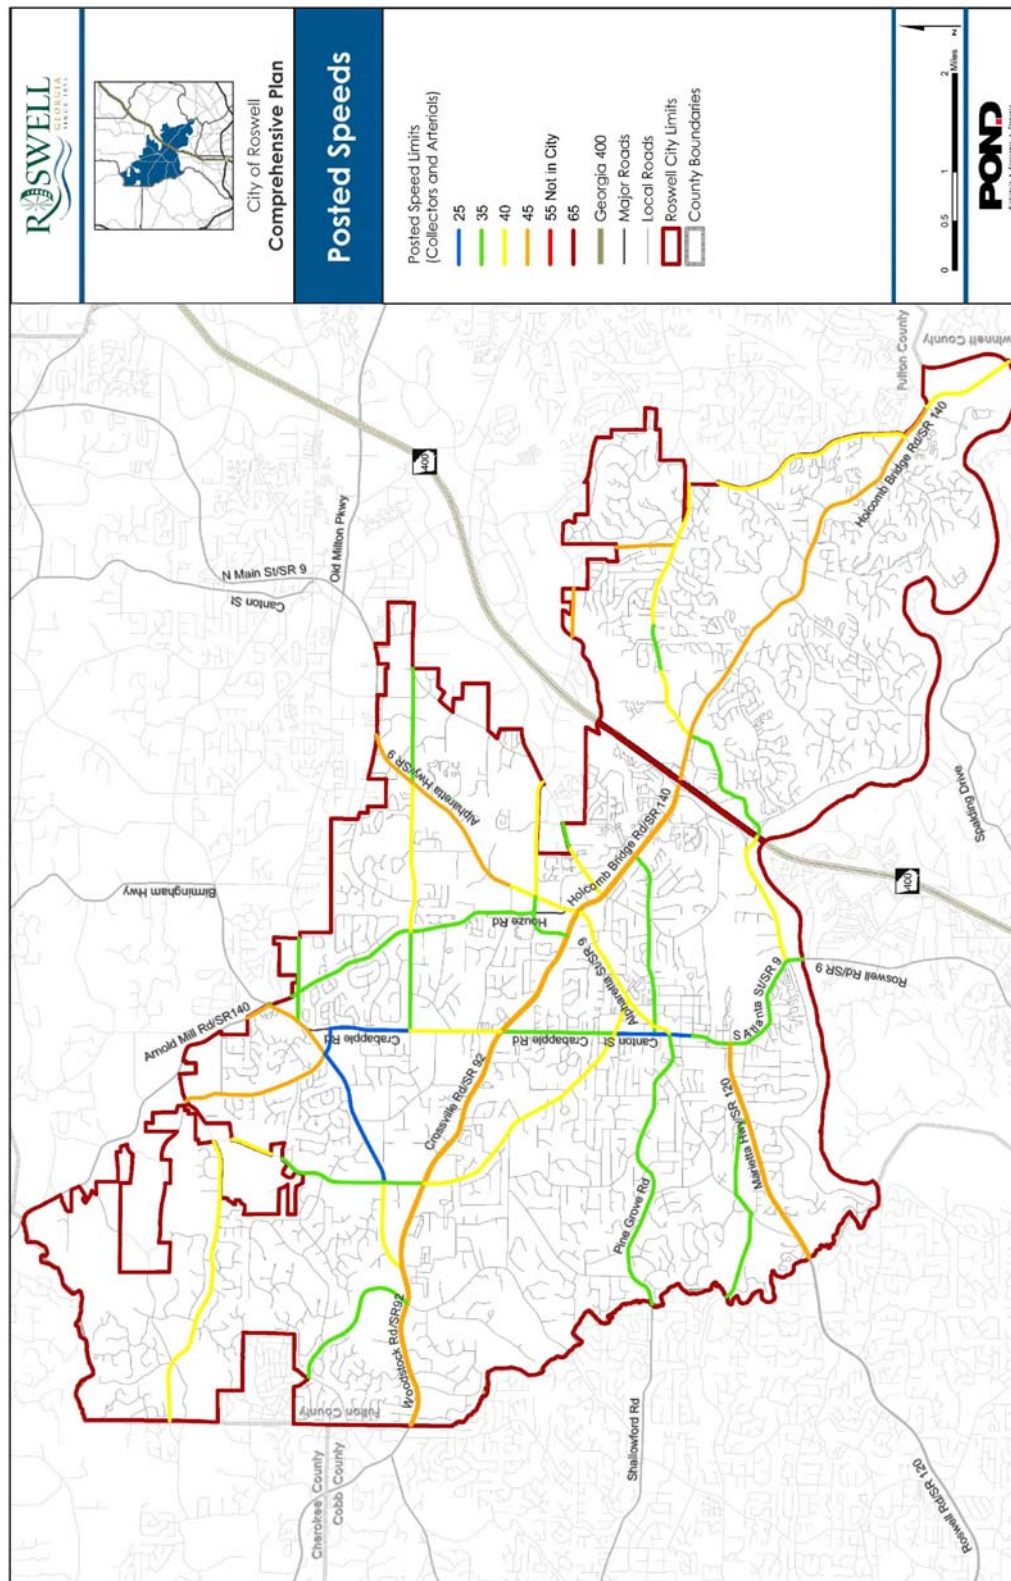 ROSWELL
GEORGIA
SINCE 1854
City of Roswell
Comprehensive Plan
Posted Speeds
Posted Speed Limits
(Collectors and Arterials)
25
35
40
45
55 Not in City
65
Georgia 400
Major Roads
Local Roads
Roswell City Limits
County Boundaries
0 0.5 1 2
Miles
N
POND
400
Old Milton Pkwy
N Main St/SR 9
Canton St
Birmingham Hwy
Arnold Mill Rd/SR140
Alpharetta Hwy/SR 9
Houze Rd
Holcomb Bridge Rd/SR 140
Holcomb Bridge Rd/SR 140
Fulton County
Gwinnett County
Crabapple Rd
Crossville Rd/SR 92
Crabapple Rd
Canton St
Alpharetta St/SR 9
S Atlanta St/SR 9
Roswell Rd/SR 9
400
Spalding Drive
Marietta Hwy/SR 120
Pine Grove Rd
Woodstock Rd/SR92
Fulton County
Cherokee County
Cobb County
Shallowford Rd
Roswell Rd/SR 120